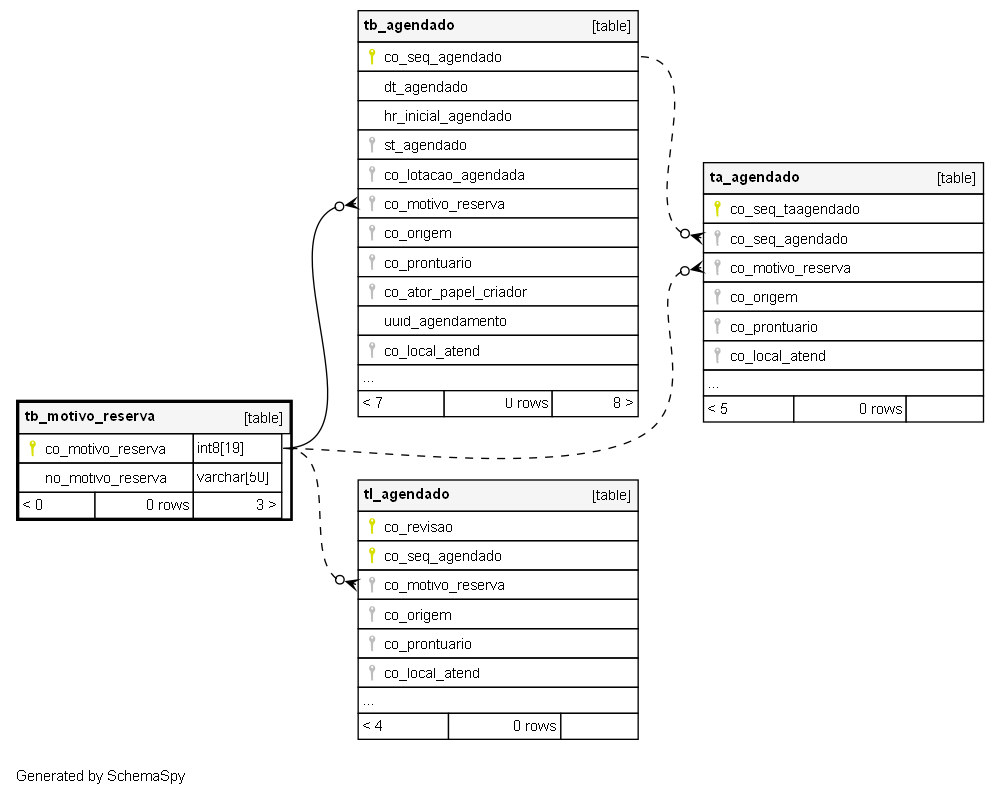 tb_agendado [table]
co_seq_agendado
dt_agendado
hr_inicial_agendado
st_agendado
co_lotacao_agendada
co_motivo_reserva
co_origem
co_prontuario
co_ator_papel_criador
uuid_agendamento
co_local_atend
...
< 7 0 rows 8 >
ta_agendado [table]
co_seq_taagendado
co_seq_agendado
co_motivo_reserva
co_origem
co_prontuario
co_local_atend
...
< 5 0 rows
tb_motivo_reserva [table]
co_motivo_reserva int8[19]
no_motivo_reserva varchar[50]
< 0 0 rows 3 >
tl_agendado [table]
co_revisao
co_seq_agendado
co_motivo_reserva
co_origem
co_prontuario
co_local_atend
...
< 4 0 rows
Generated by SchemaSpy